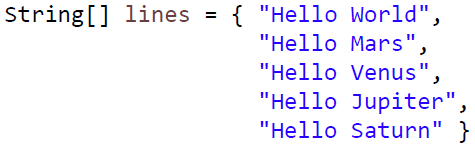 String[] lines = { "Hello World",
"Hello Mars",
"Hello Venus",
"Hello Jupiter",
"Hello Saturn" }